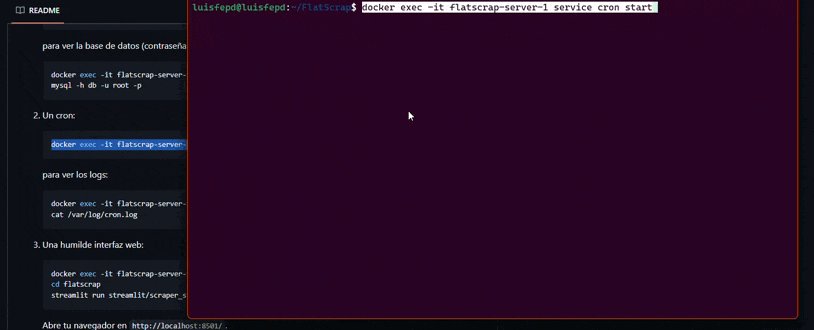 README
para ver la base de datos (contraseña
docker exec -it flatscrap-server-
mysql -h db -u root -p
2. Un cron:
docker exec -it flatscrap-server-
para ver los logs:
docker exec -it flatscrap-server-
cat /var/log/cron.log
3. Una humilde interfaz web:
docker exec -it flatscrap-server-
cd flatscrap
streamlit run streamlit/scraper_s
Abre tu navegador en http://localhost:8501/.
luisfepd@luisfepd:~/FlatScrap$ docker exec -it flatscrap-server-1 service cron start